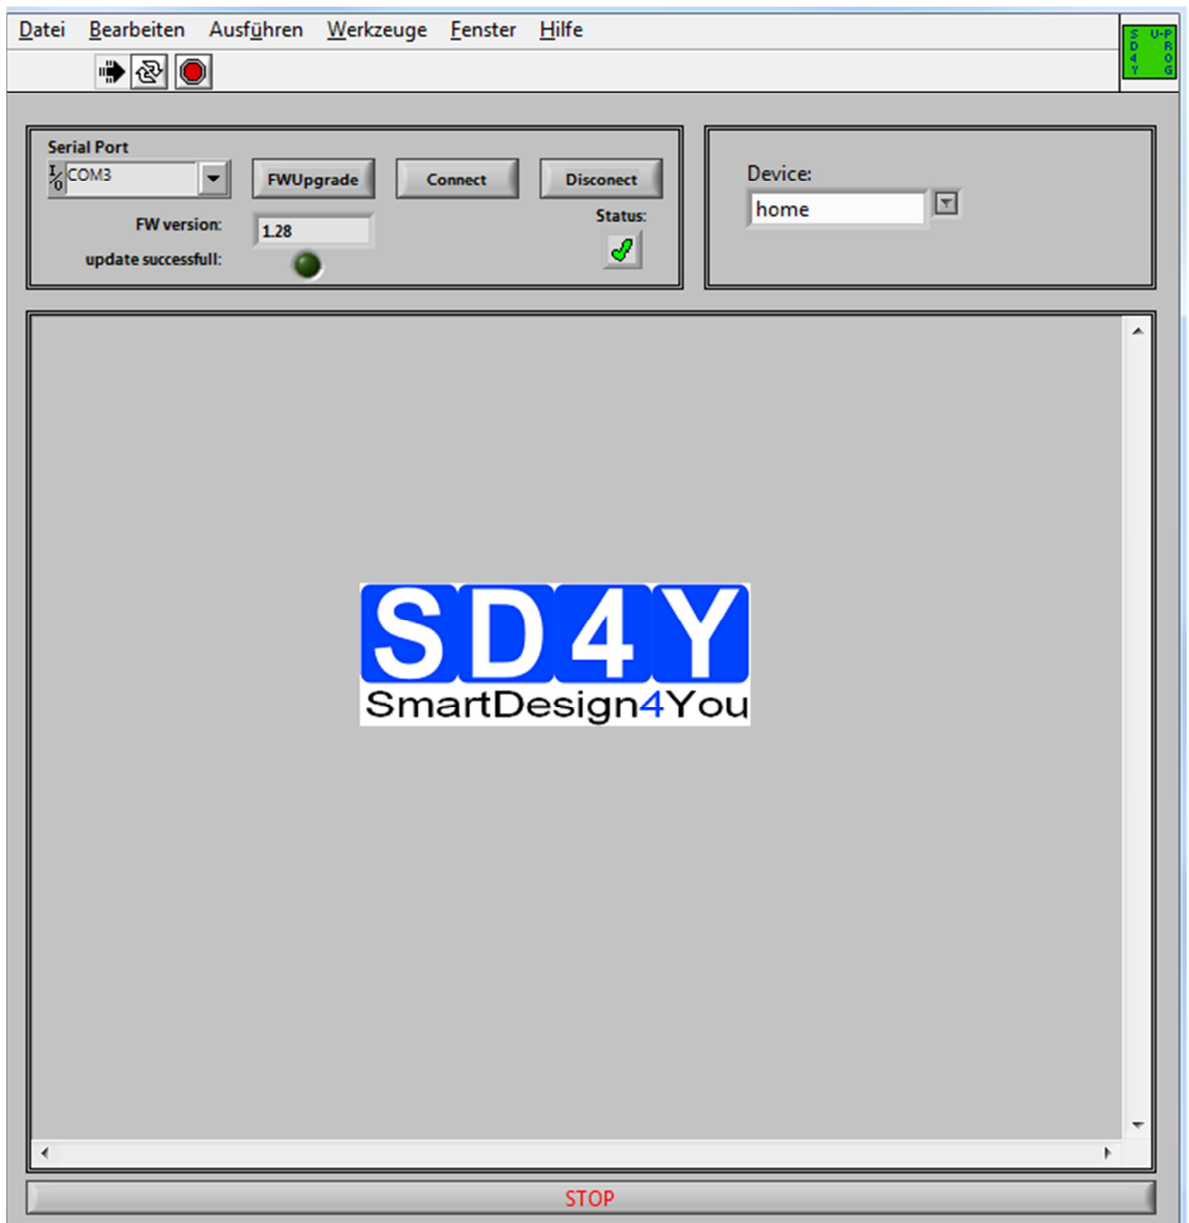 Datei Bearbeiten Ausführen Werkzeuge Fenster Hilfe
SD4Y U-PROG
Serial Port
I/O COM3
FWUpgrade
Connect
Disconect
FW version:
1.28
Status:
update successfull:
Device:
home
SD4Y
SmartDesign4You
STOP